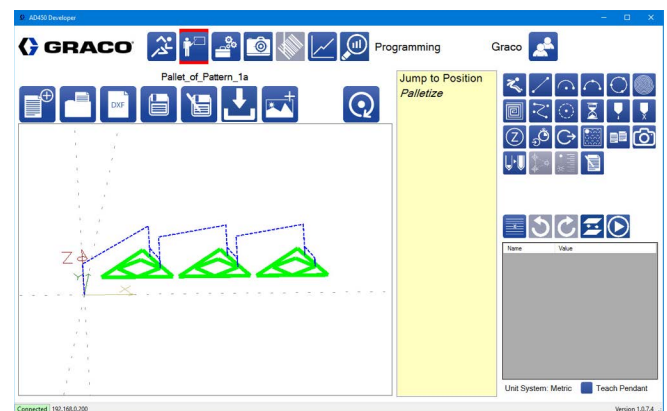 AD450 Developer
GRACO
Programming
Graco
Pallet_of_Pattern_1a
DXF
Jump to Position
Palletize
Z
Z
Y
X
Name Value
Unit System: Metric Teach Pendant
Connected 192.168.0.200 Version 1.0.7.4